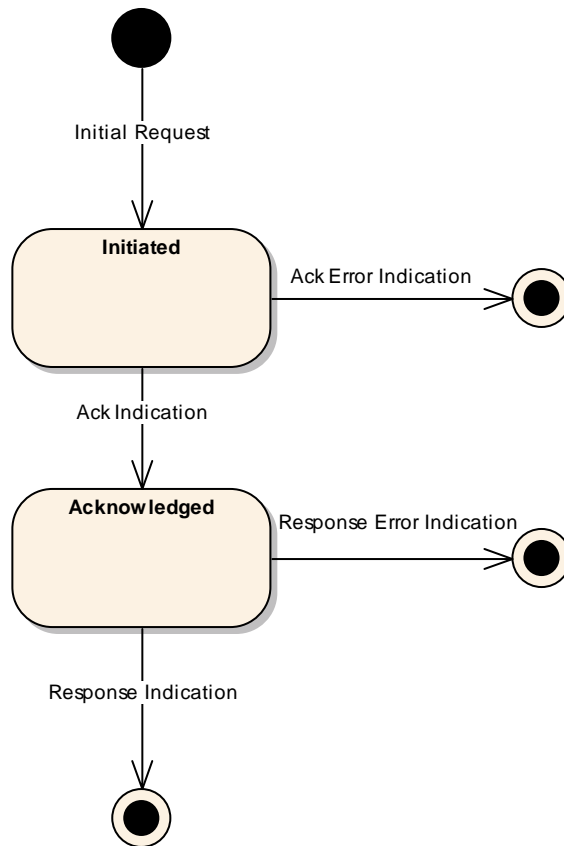 Initial Request
Initiated
Ack Error Indication
Ack Indication
Acknowledged
Response Error Indication
Response Indication